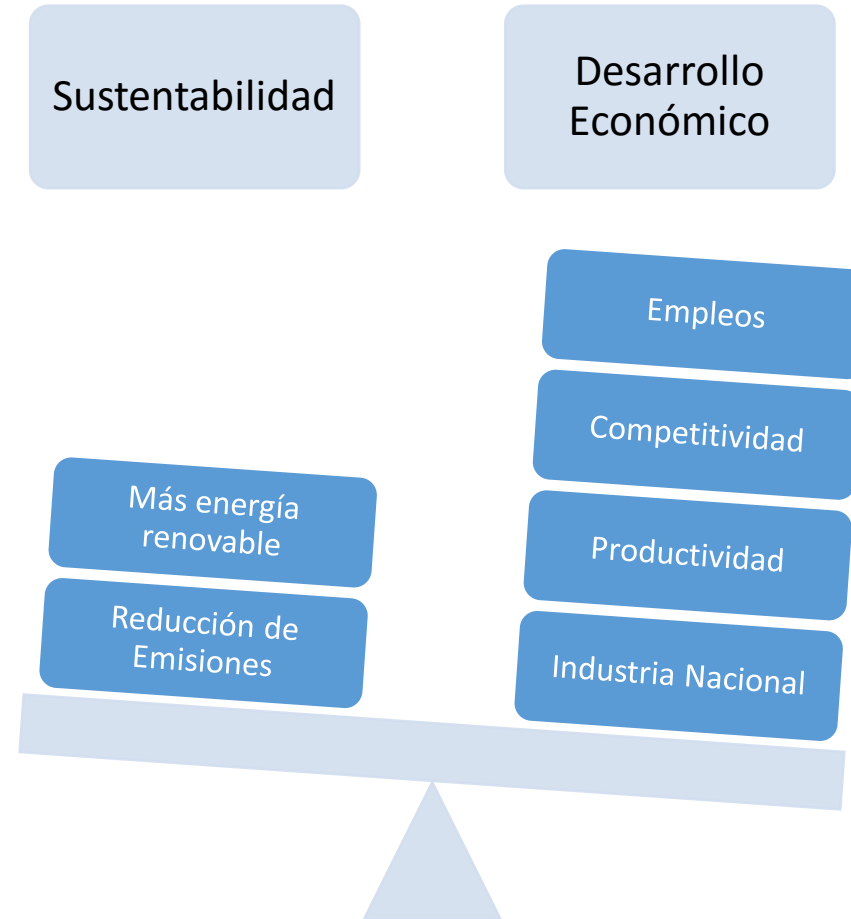 Sustentabilidad
Desarrollo
Económico
Empleos
Competitividad
Productividad
Industria Nacional
Más energía
renovable
Reducción de
Emisiones